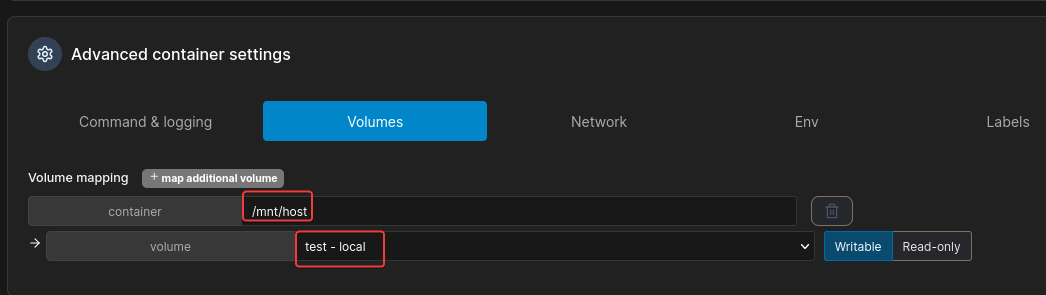 Advanced container settings
Command & logging Volumes Network Env Labels
Volume mapping + map additional volume
container /mnt/host
volume test - local Writable Read-only